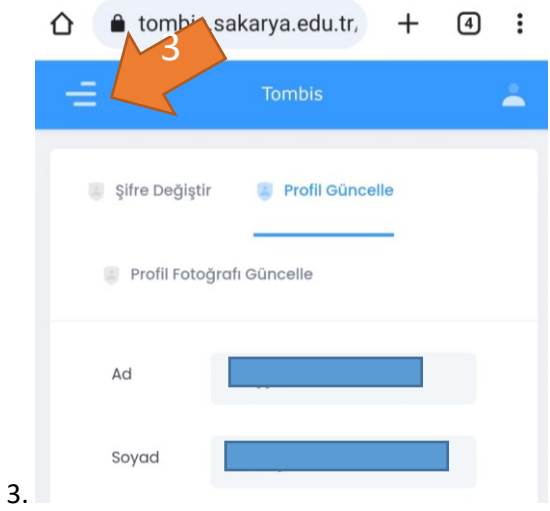 tombis.sakarya.edu.tr,
4
3
Tombis
Şifre Değiştir
Profil Güncelle
Profil Fotoğrafı Güncelle
Ad
Soyad
3.